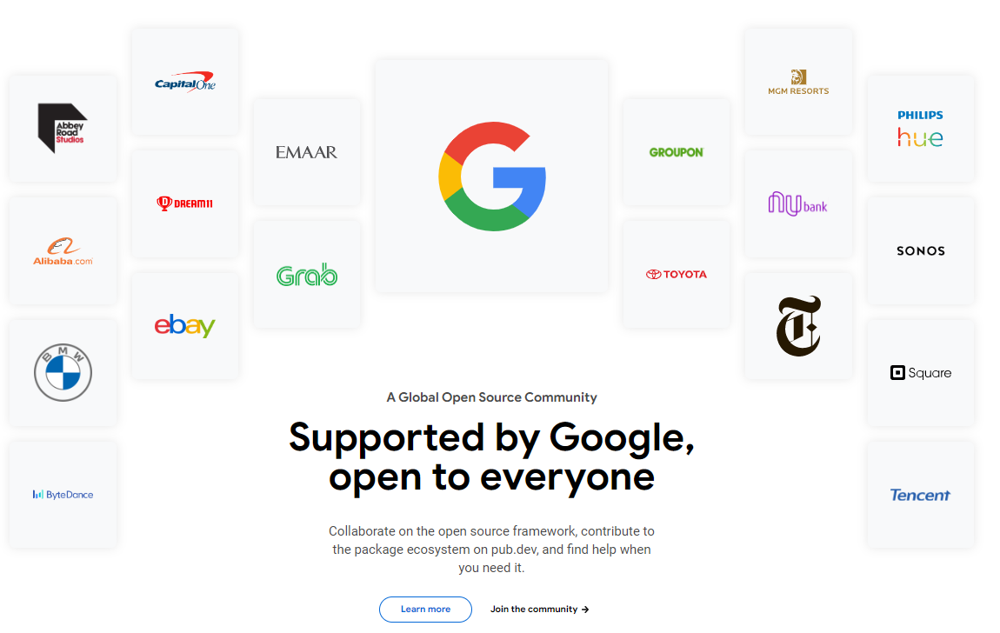 Abbey
Road
Studios
Alibaba.com
BMW
ByteDance
Capital One
DREAM11
ebay
EMAAR
Grab
G
GROUPON
TOYOTA
MGM RESORTS
nu bank
T
PHILIPS
hue
SONOS
Square
Tencent
A Global Open Source Community
Supported by Google,
open to everyone
Collaborate on the open source framework, contribute to
the package ecosystem on pub.dev, and find help when
you need it.
Learn more
Join the community →